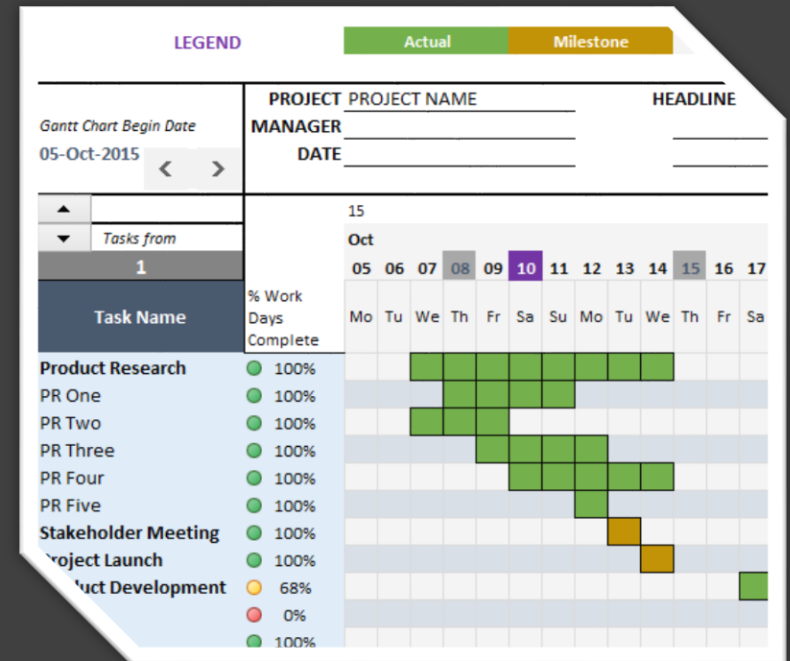 LEGEND Actual Milestone
PROJECT PROJECT NAME HEADLINE
Gantt Chart Begin Date MANAGER
05-Oct-2015 DATE
15
Tasks from Oct
1 05 06 07 08 09 10 11 12 13 14 15 16 17
Task Name % Work Days Complete Mo Tu We Th Fr Sa Su Mo Tu We Th Fr Sa
Product Research 100%
PR One 100%
PR Two 100%
PR Three 100%
PR Four 100%
PR Five 100%
Stakeholder Meeting 100%
roject Launch 100%
uct Development 68%
0%
100%